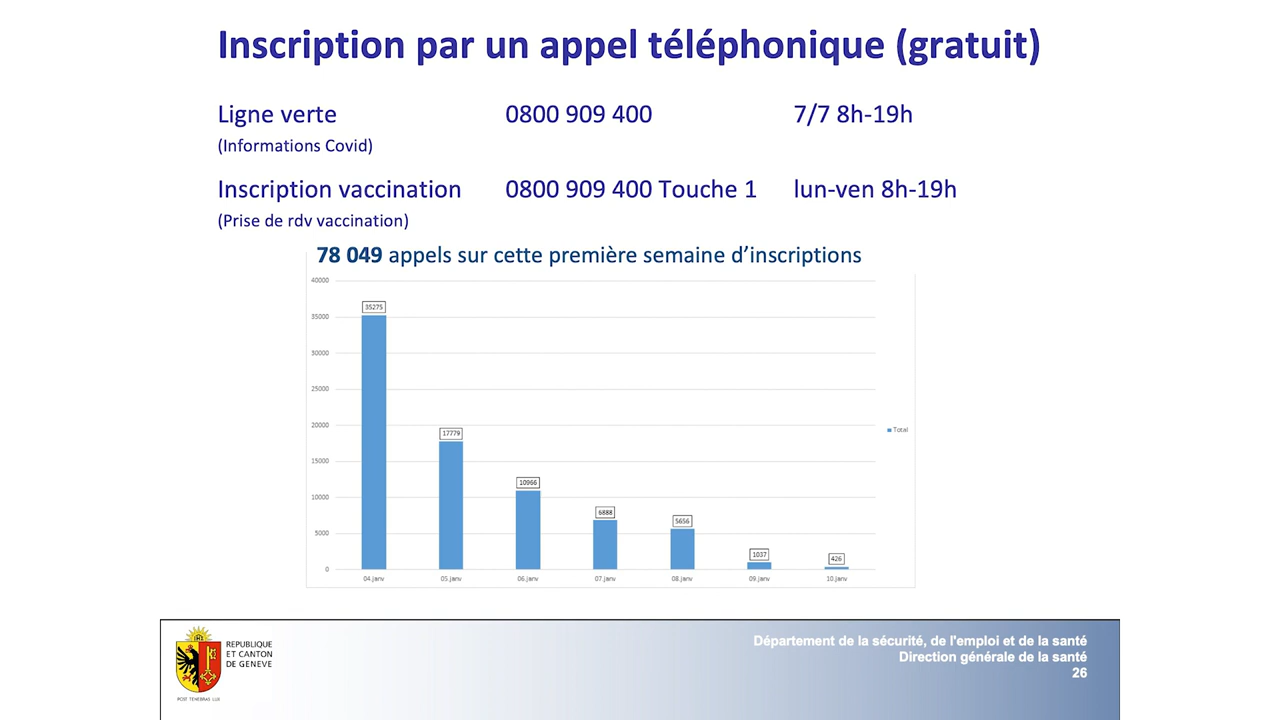 Inscription par un appel téléphonique (gratuit)
Ligne verte 0800 909 400 7/7 8h-19h
(Informations Covid)
Inscription vaccination 0800 909 400 Touche 1 lun-ven 8h-19h
(Prise de rdv vaccination)
78 049 appels sur cette première semaine d’inscriptions
40000
35000
30000
25000
20000
15000
10000
5000
0
35275
17779
10966
6888
5656
1037
426
04.janv 05.janv 06.janv 07.janv 08.janv 09.janv 10.janv
Total
REPUBLIQUE
ET CANTON
DE GENEVE
POST TENEBRAS LUX
Département de la sécurité, de l'emploi et de la santé
Direction générale de la santé
26